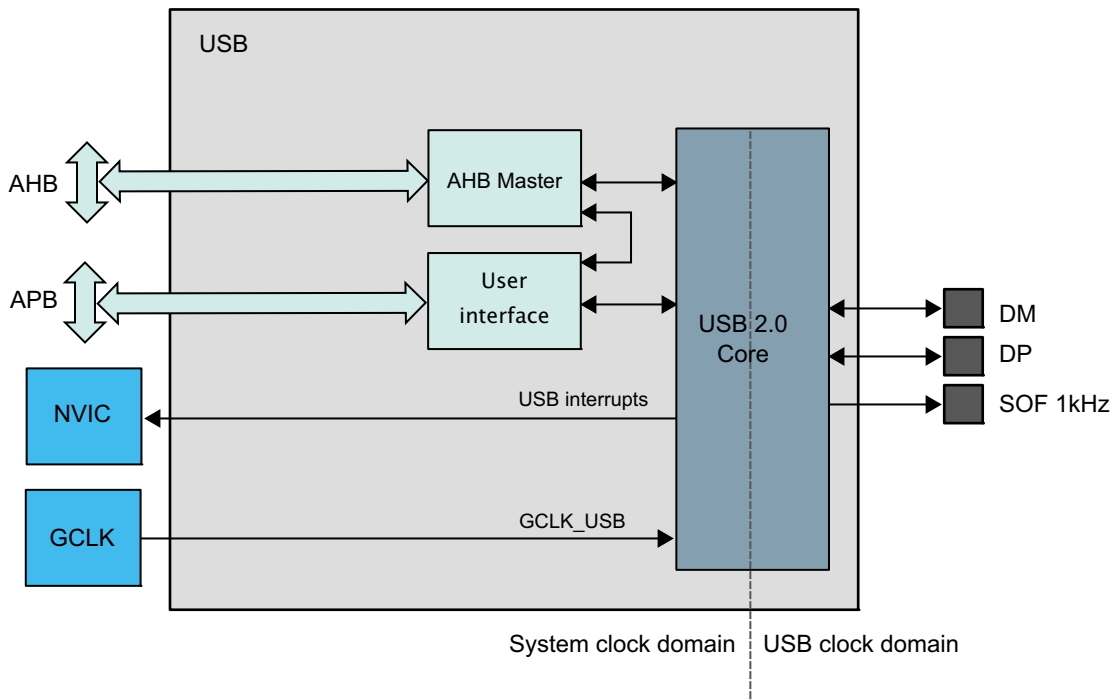 USB
AHB
AHB Master
APB
User
interface
USB 2.0
Core
DM
DP
SOF 1kHz
NVIC
USB interrupts
GCLK
GCLK_USB
System clock domain
USB clock domain